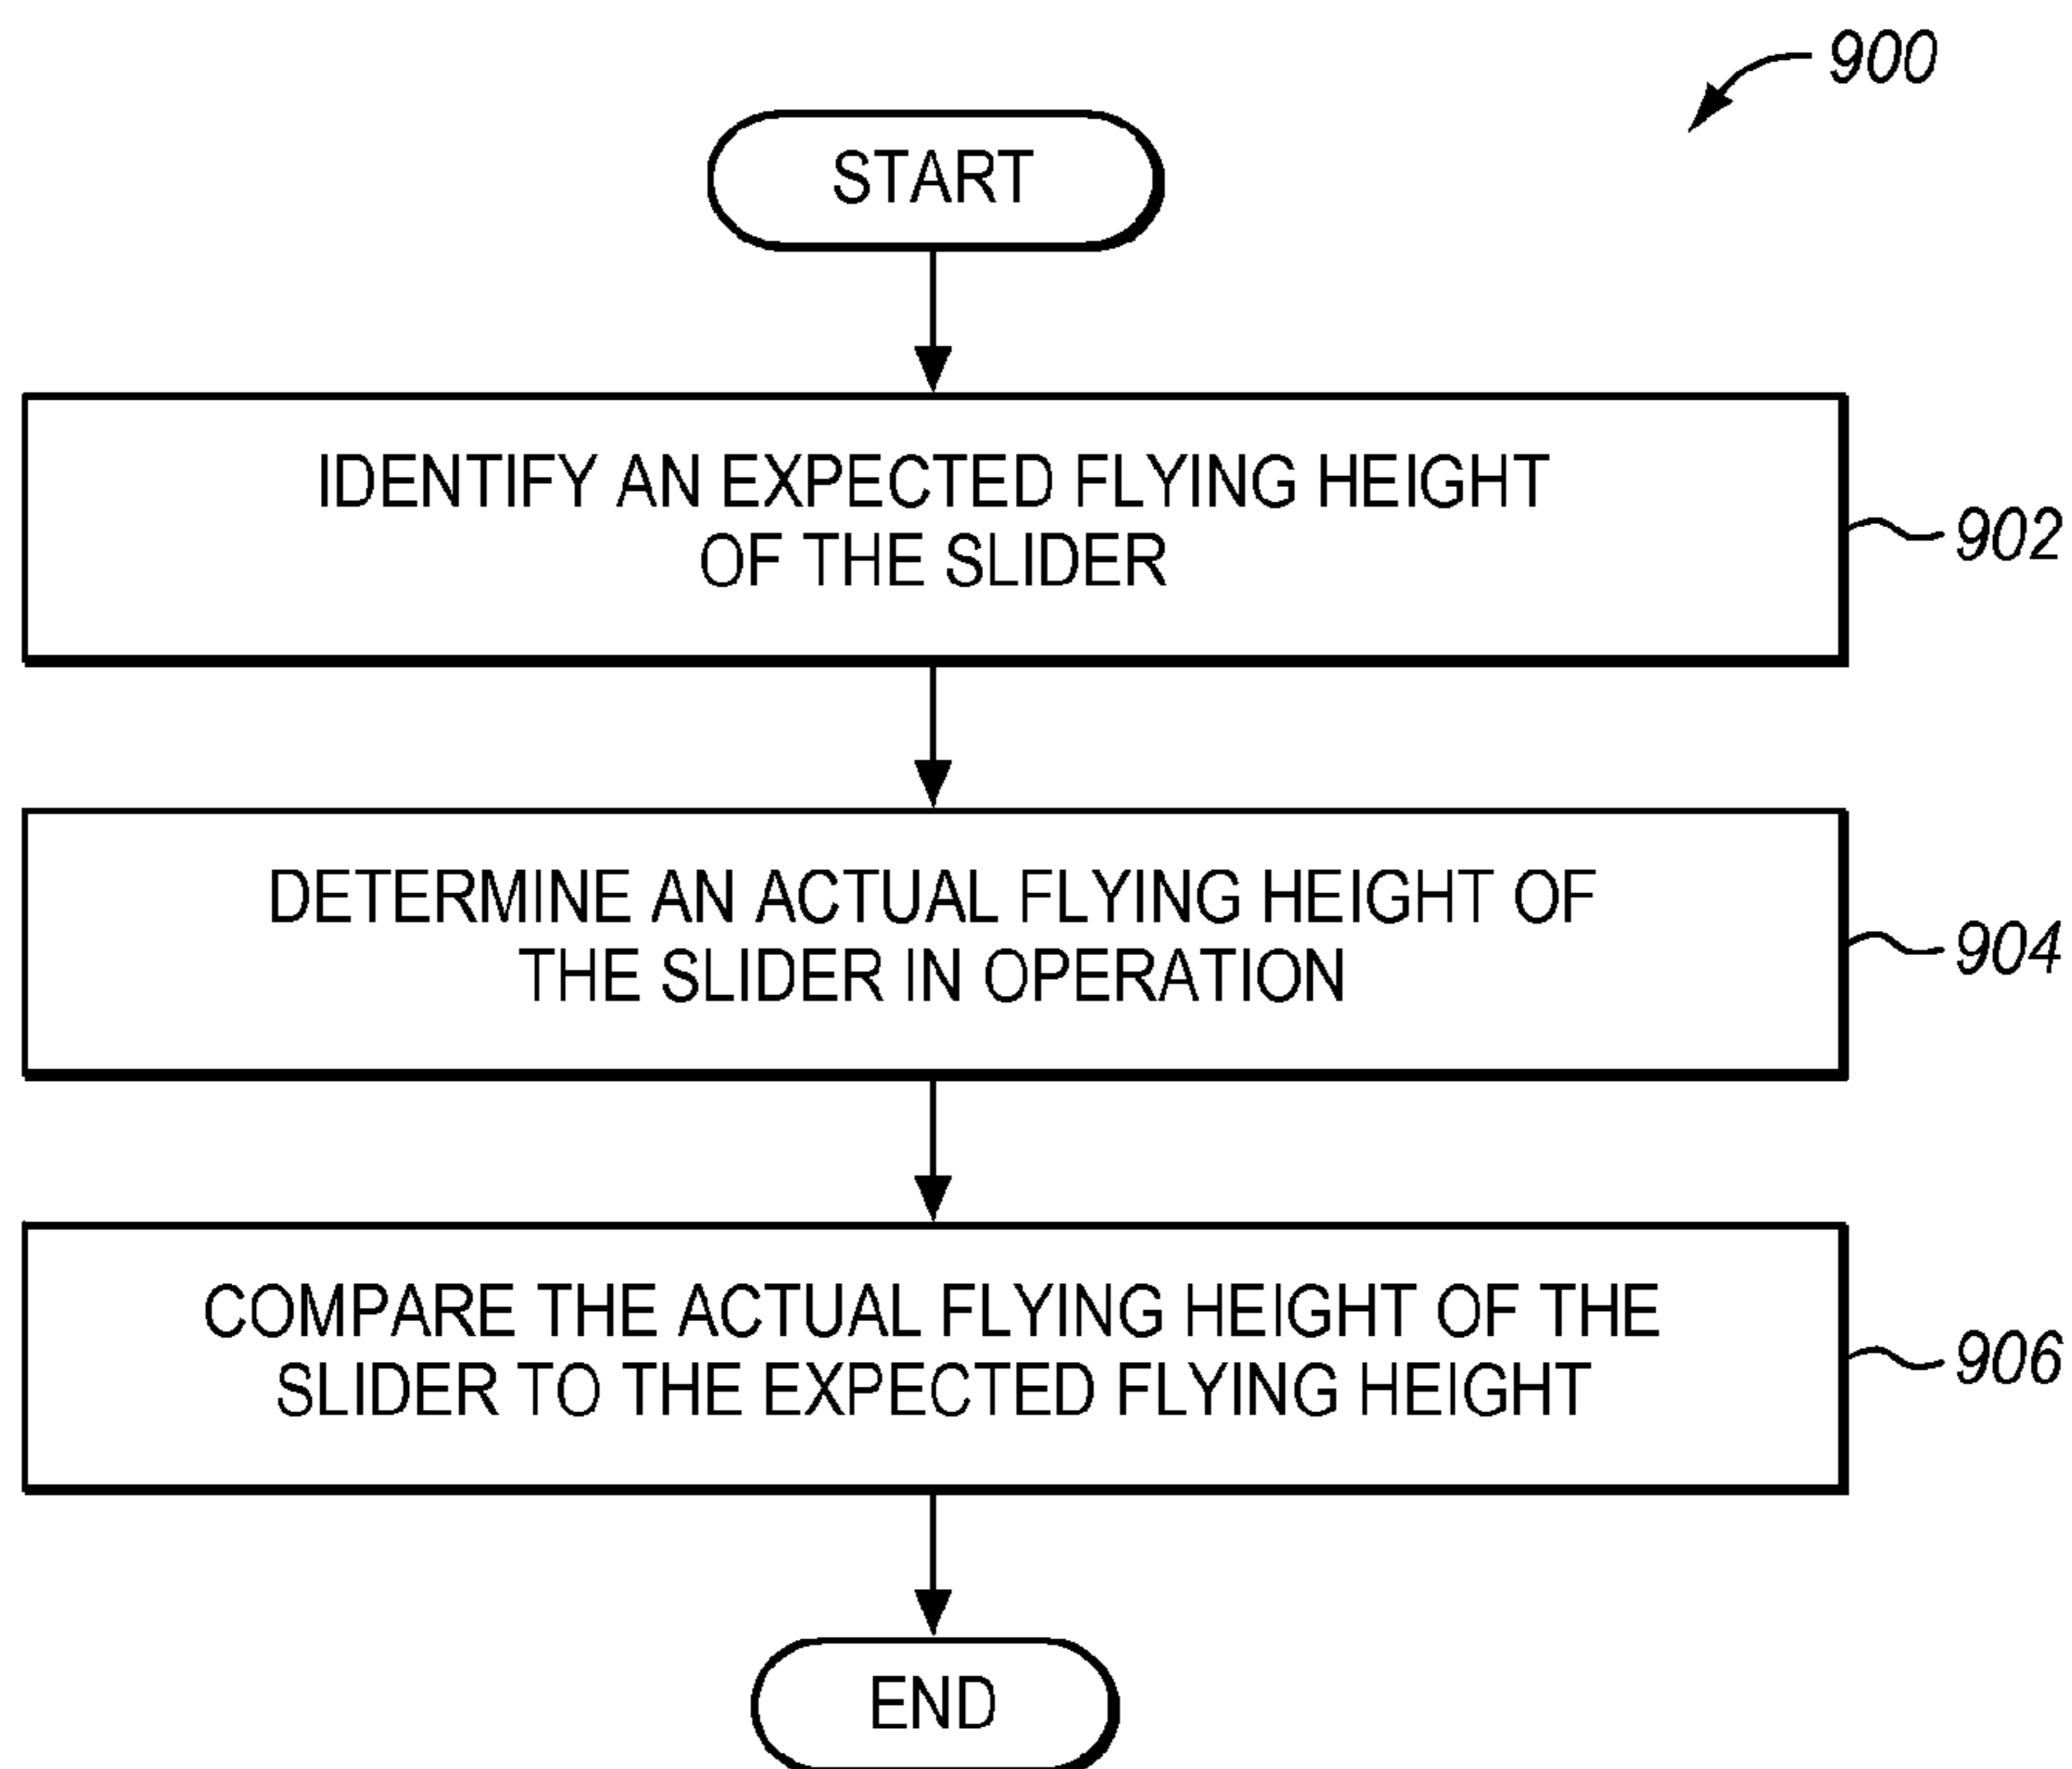 900
START
IDENTIFY AN EXPECTED FLYING HEIGHT
OF THE SLIDER
902
DETERMINE AN ACTUAL FLYING HEIGHT OF
THE SLIDER IN OPERATION
904
COMPARE THE ACTUAL FLYING HEIGHT OF THE
SLIDER TO THE EXPECTED FLYING HEIGHT
906
END